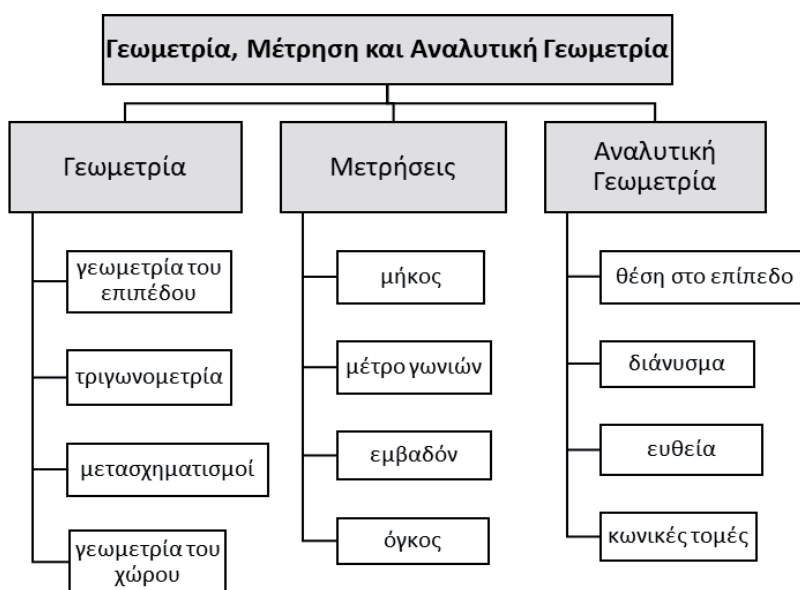 Γεωμετρία, Μέτρηση και Αναλυτική Γεωμετρία
Γεωμετρία
γεωμετρία του
επιπέδου
τριγωνομετρία
μετασχηματισμοί
γεωμετρία του
χώρου
Μετρήσεις
μήκος
μέτρο γωνιών
εμβαδόν
όγκος
Αναλυτική
Γεωμετρία
θέση στο επίπεδο
διάνυσμα
ευθεία
κωνικές τομές